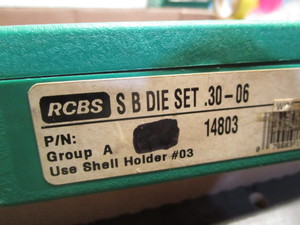 RCBS S B DIE SET .30-06
P/N: 14803
Group A
Use Shell Holder #03